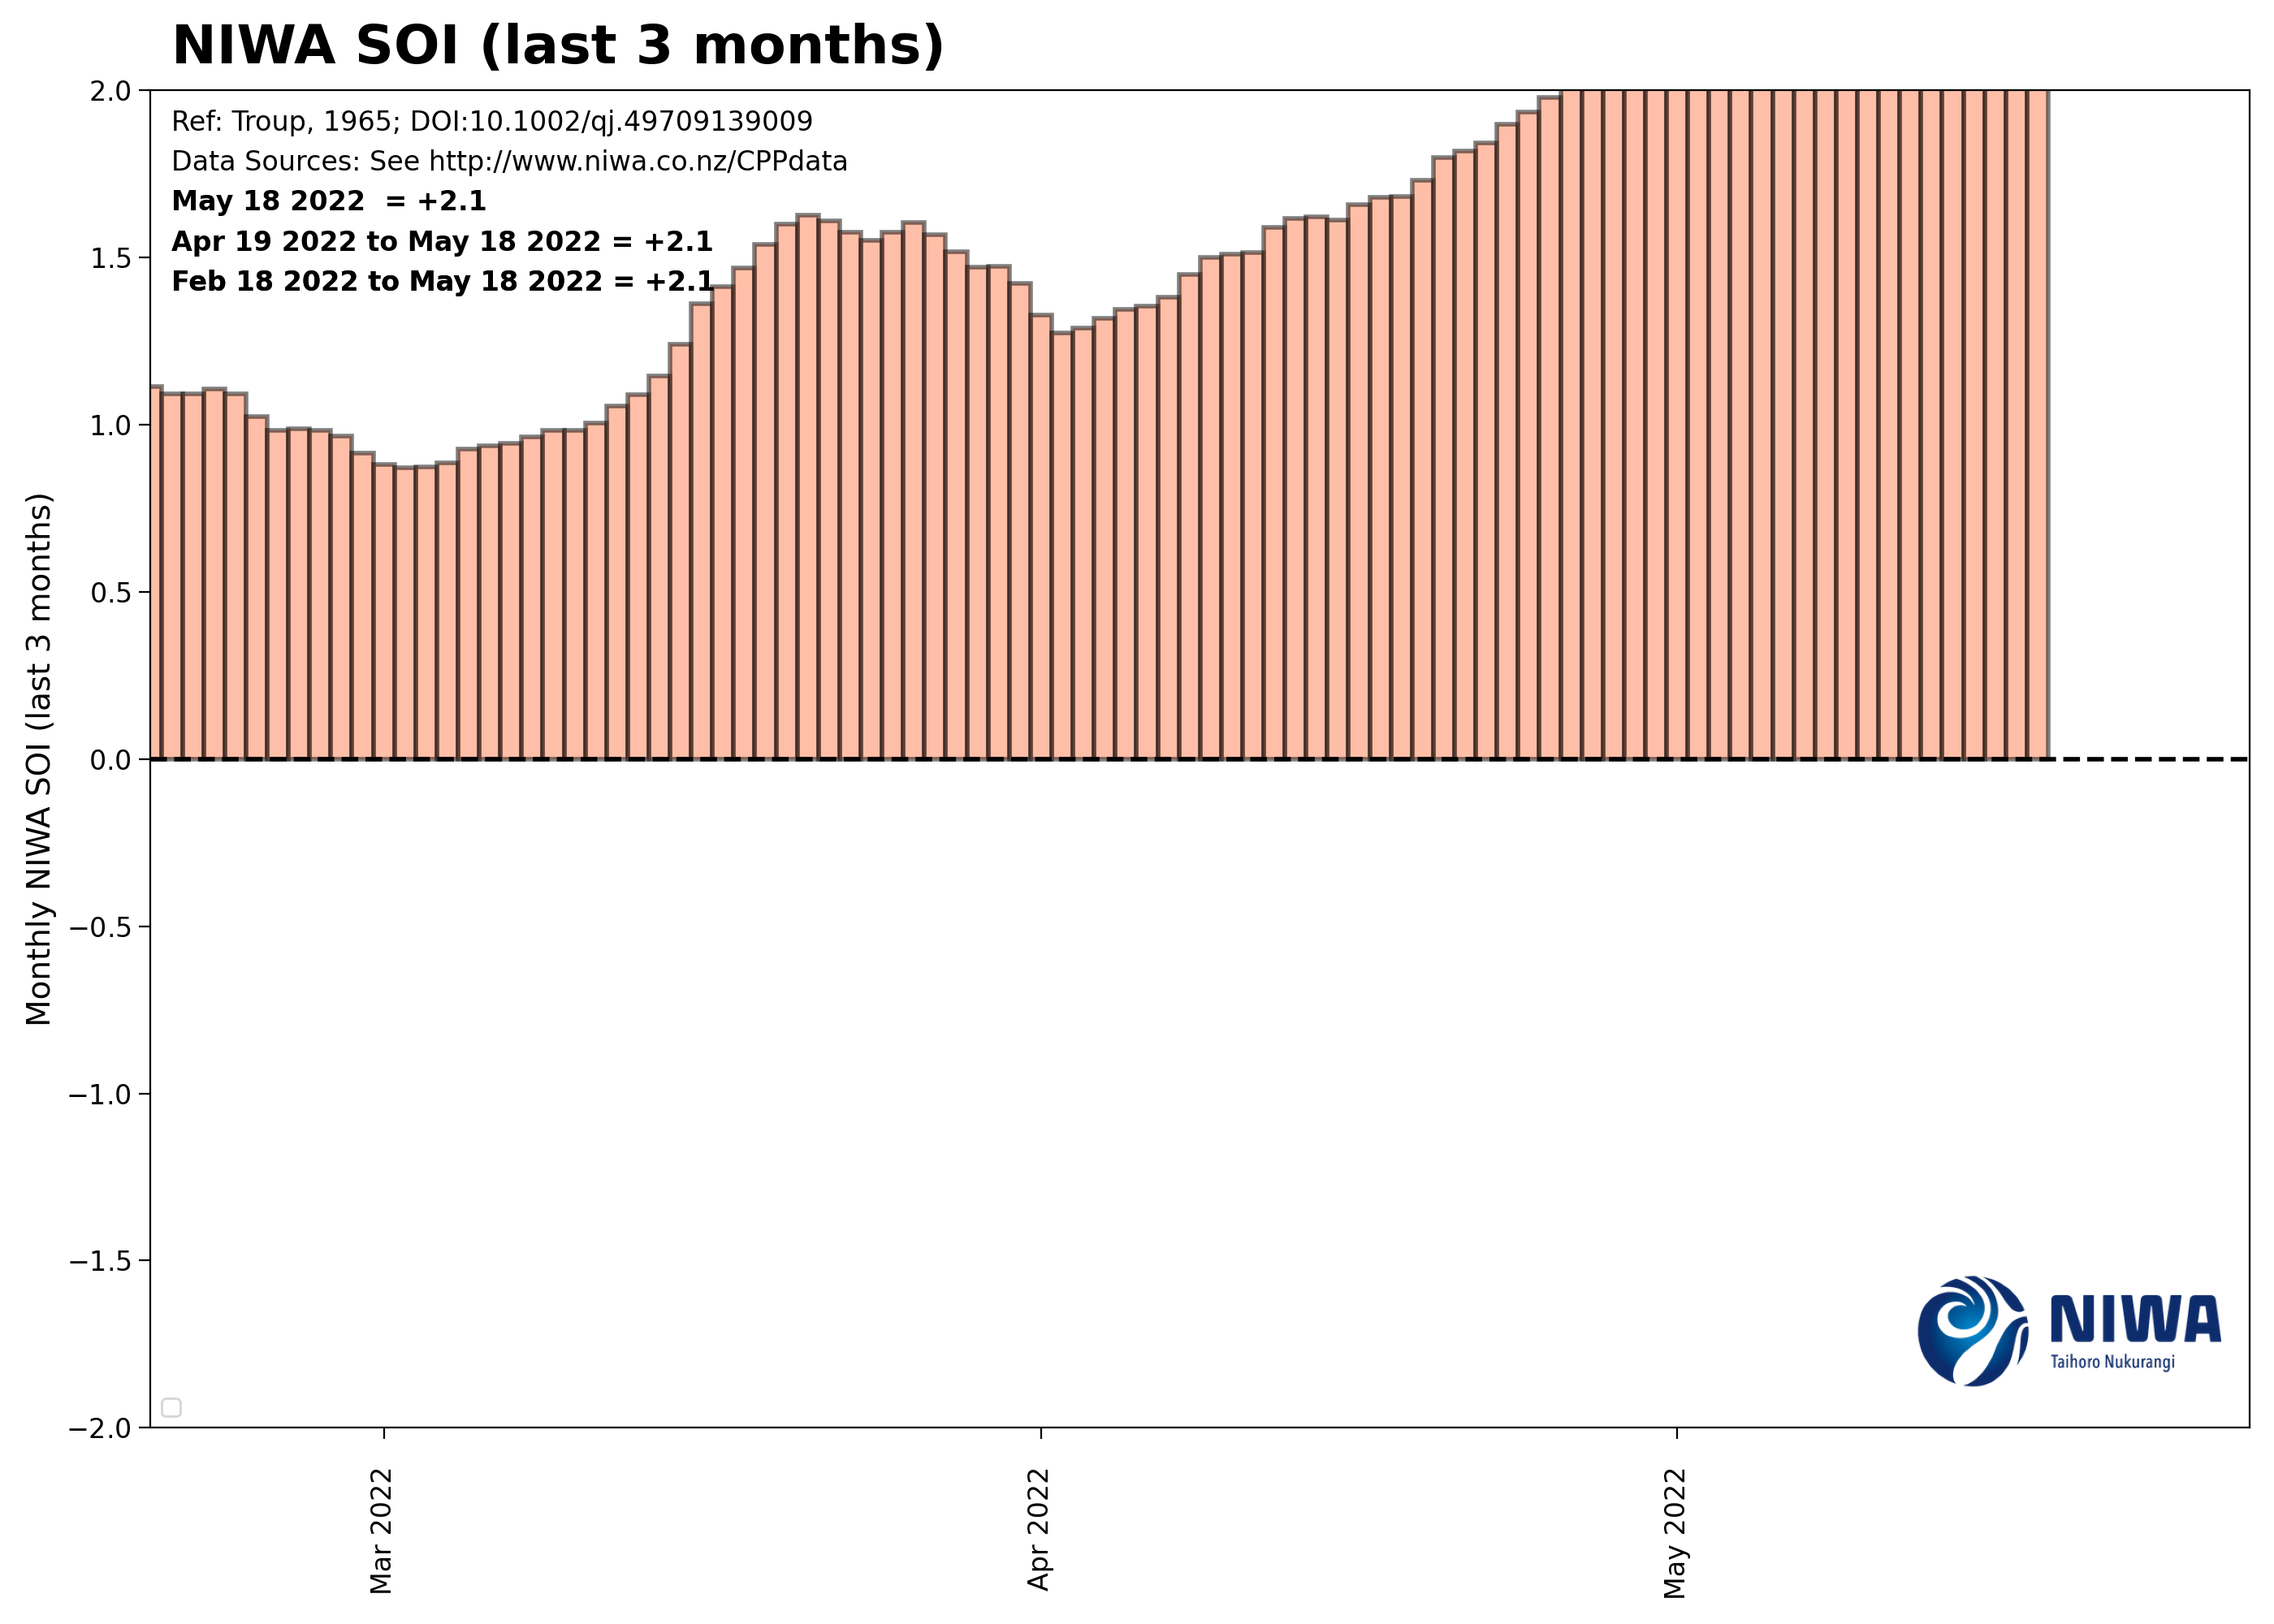 NIWA SOI (last 3 months)
2.0
Ref: Troup, 1965; DOI:10.1002/qj.49709139009
Data Sources: See http://www.niwa.co.nz/CPPdata
May 18 2022  = +2.1
Apr 19 2022 to May 18 2022 = +2.1
Feb 18 2022 to May 18 2022 = +2.1
1.5
1.0
0.5
0.0
−0.5
−1.0
−1.5
−2.0
Monthly NIWA SOI (last 3 months)
NIWA
Taihoro Nukurangi
Mar 2022
Apr 2022
May 2022